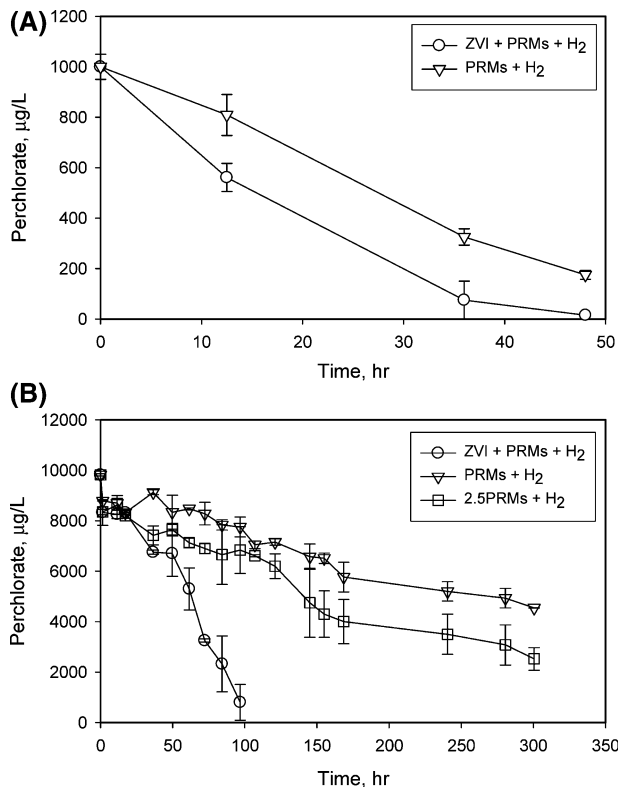 (A)
1200
1000
800
600
400
200
0
Perchlorate, µg/L
ZVI + PRMs + H2
PRMs + H2
0 10 20 30 40 50
Time, hr
(B)
12000
10000
8000
6000
4000
2000
0
Perchlorate, µg/L
ZVI + PRMs + H2
PRMs + H2
2.5PRMs + H2
0 50 100 150 200 250 300 350
Time, hr